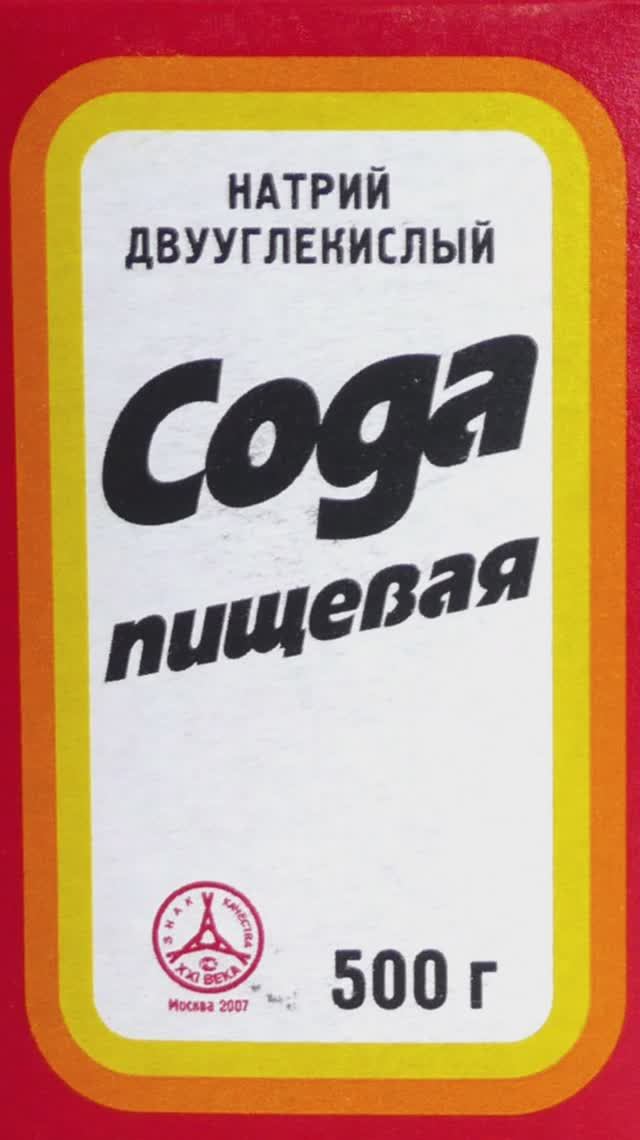 НАТРИЙ
ДВУУГЛЕКИСЛЫЙ
Сода
пищевая
ЗНАК КАЧЕСТВА
XXI ВЕКА
Москва 2007
500 г